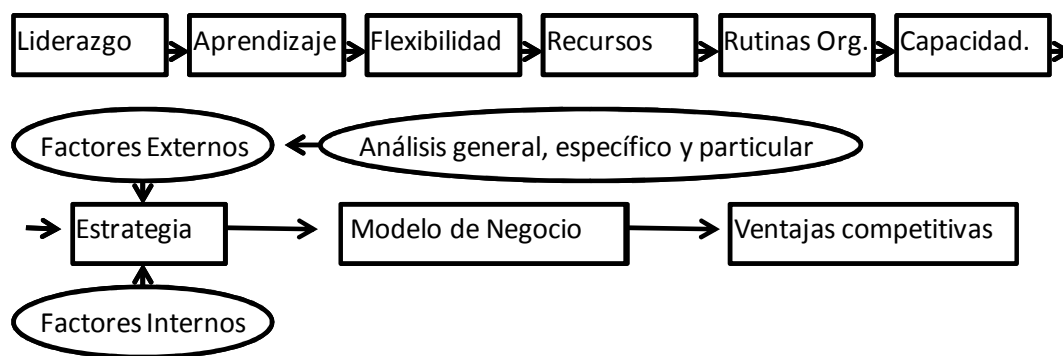 Liderazgo Aprendizaje Flexibilidad Recursos Rutinas Org. Capacidad.
Factores Externos Análisis general, específico y particular
Estrategia Modelo de Negocio Ventajas competitivas
Factores Internos